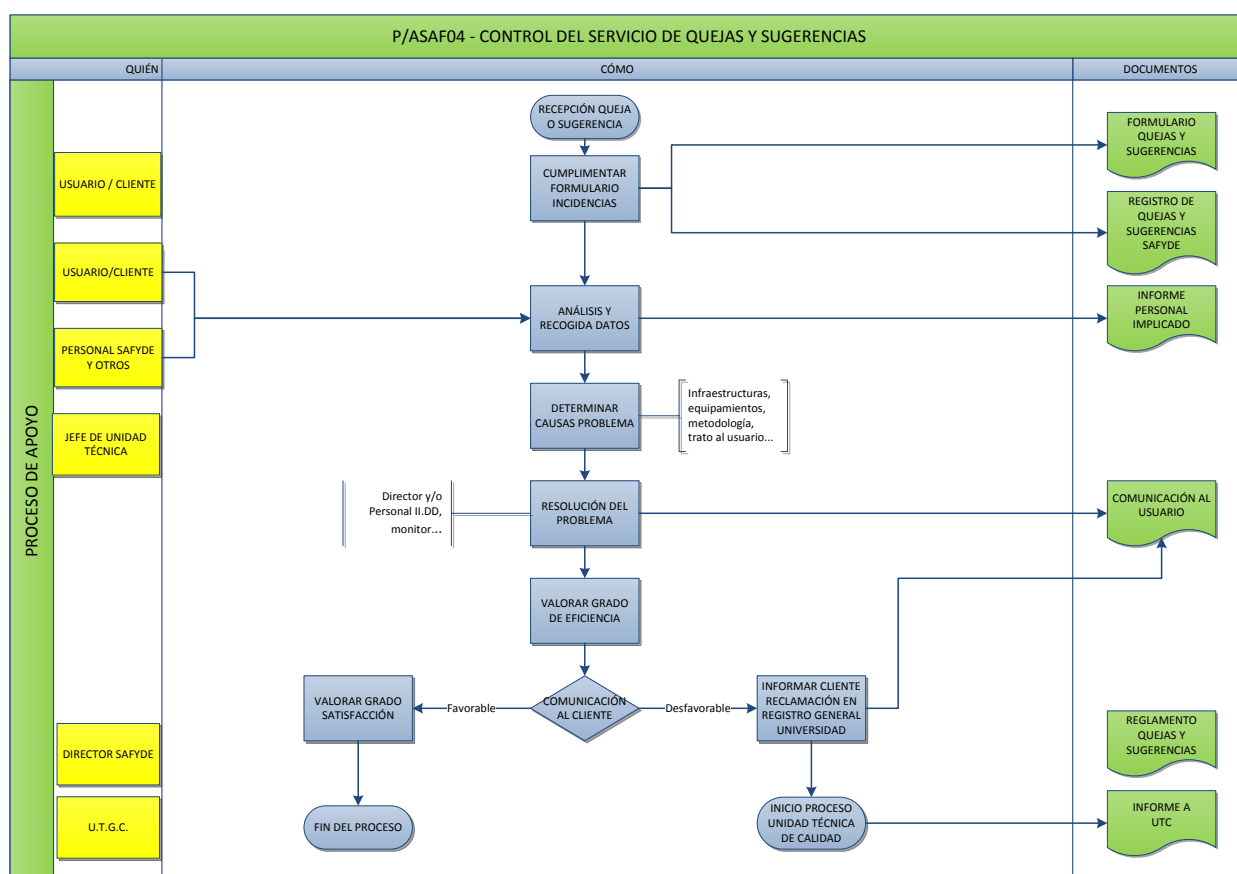 P/ASAF04 - CONTROL DEL SERVICIO DE QUEJAS Y SUGERENCIAS
QUIÉN
CÓMO
DOCUMENTOS
PROCESO DE APOYO
RECEPCIÓN QUEJA
O SUGERENCIA
FORMULARIO
QUEJAS Y
SUGERENCIAS
USUARIO / CLIENTE
CUMPLIMENTAR
FORMULARIO
INCIDENCIAS
REGISTRO DE
QUEJAS Y
SUGERENCIAS
SAFYDE
USUARIO/CLIENTE
ANÁLISIS Y
RECOGIDA DATOS
INFORME
PERSONAL
IMPLICADO
PERSONAL SAFYDE
Y OTROS
DETERMINAR
CAUSAS PROBLEMA
Infraestructuras,
equipamientos,
metodología,
trato al usuario...
JEFE DE UNIDAD
TÉCNICA
Director y/o
Personal II.DD,
monitor...
RESOLUCIÓN DEL
PROBLEMA
COMUNICACIÓN AL
USUARIO
VALORAR GRADO
DE EFICIENCIA
VALORAR GRADO
SATISFACCIÓN
Favorable
COMUNICACIÓN
AL CLIENTE
Desfavorable
INFORMAR CLIENTE
RECLAMACIÓN EN
REGISTRO GENERAL
UNIVERSIDAD
REGLAMENTO
QUEJAS Y
SUGERENCIAS
DIRECTOR SAFYDE
U.T.G.C.
FIN DEL PROCESO
INICIO PROCESO
UNIDAD TÉCNICA
DE CALIDAD
INFORME A
UTC